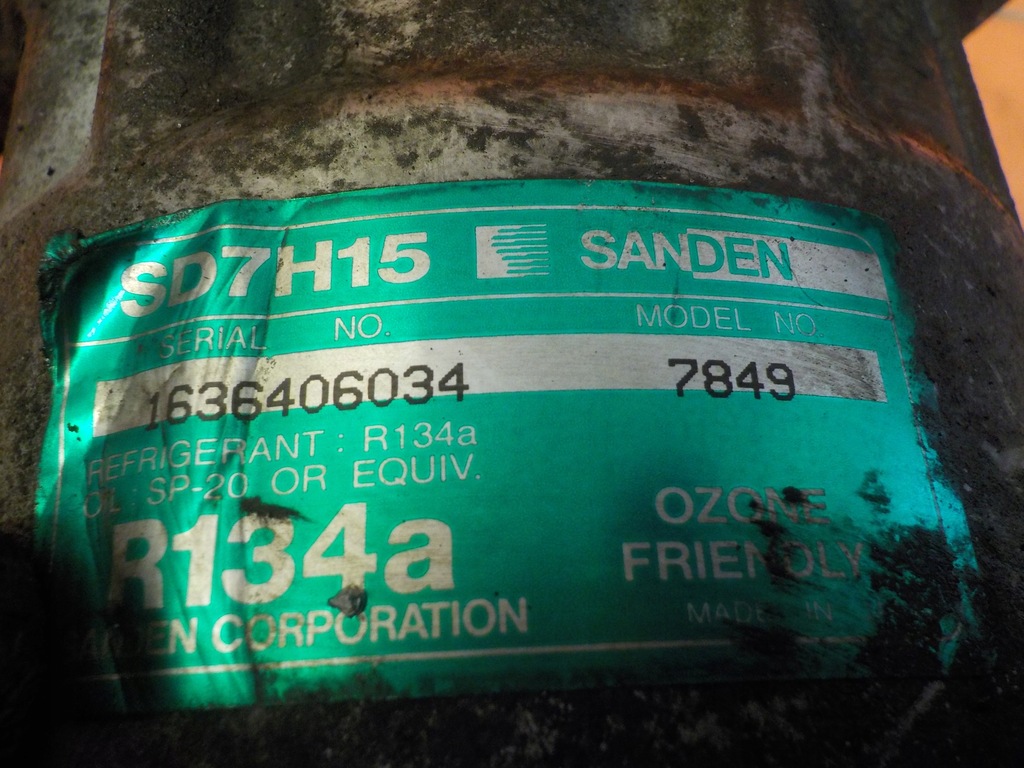 SD7H15 SANDEN
SERIAL NO. MODEL NO.
1636406034 7849
REFRIGERANT : R134a
OIL : SP-20 OR EQUIV.
R134a
OZONE
FRIENDLY
SANDEN CORPORATION
MADE IN